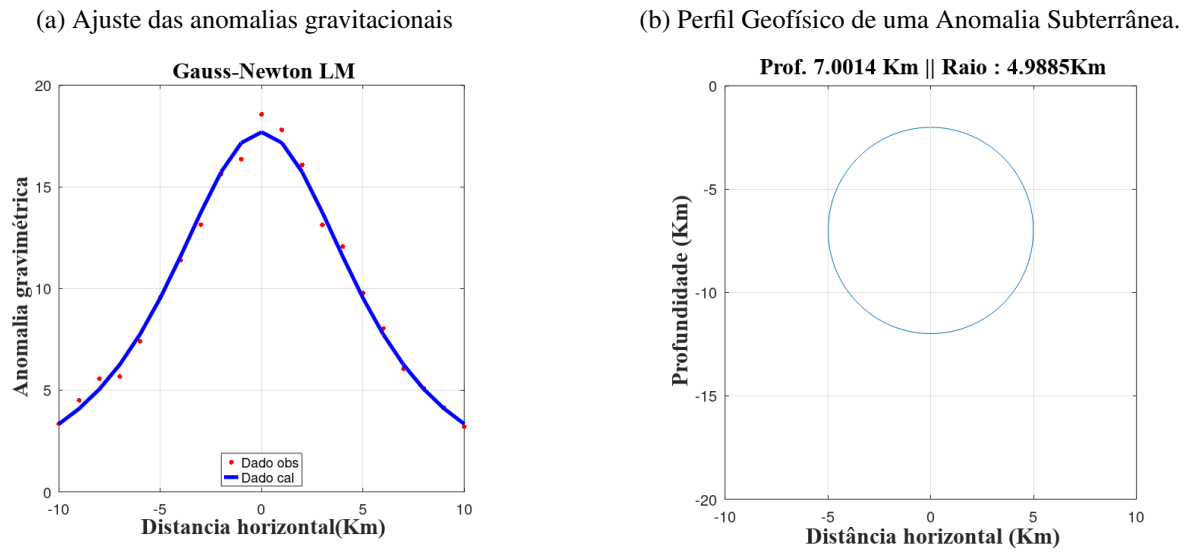 (a) Ajuste das anomalias gravitacionais
Gauss-Newton LM
20
15
10
5
0
Anomalia gravimétrica
Dado obs
Dado cal
-10 -5 0 5 10
Distancia horizontal(Km)
(b) Perfil Geofísico de uma Anomalia Subterrânea.
Prof. 7.0014 Km || Raio : 4.9885Km
0
-5
-10
-15
-20
Profundidade (Km)
-10 -5 0 5 10
Distância horizontal (Km)